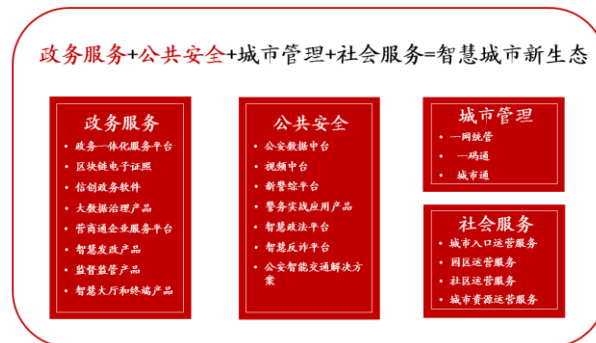 政务服务+公共安全+城市管理+社会服务=智慧城市新生态
政务服务
• 政务一体化服务平台
• 区块链电子证照
• 信创政务软件
• 大数据治理产品
• 营商通企业服务平台
• 智慧发改产品
• 监督监管产品
• 智慧大厅和终端产品
公共安全
• 公安数据中台
• 视频中台
• 新警综平台
• 警务实战应用产品
• 智慧政法平台
• 智慧反诈平台
• 公安智能交通解决方
案
城市管理
• 一网统管
• 一码通
• 城市通
社会服务
• 城市入口运营服务
• 园区运营服务
• 社区运营服务
• 城市资源运营服务